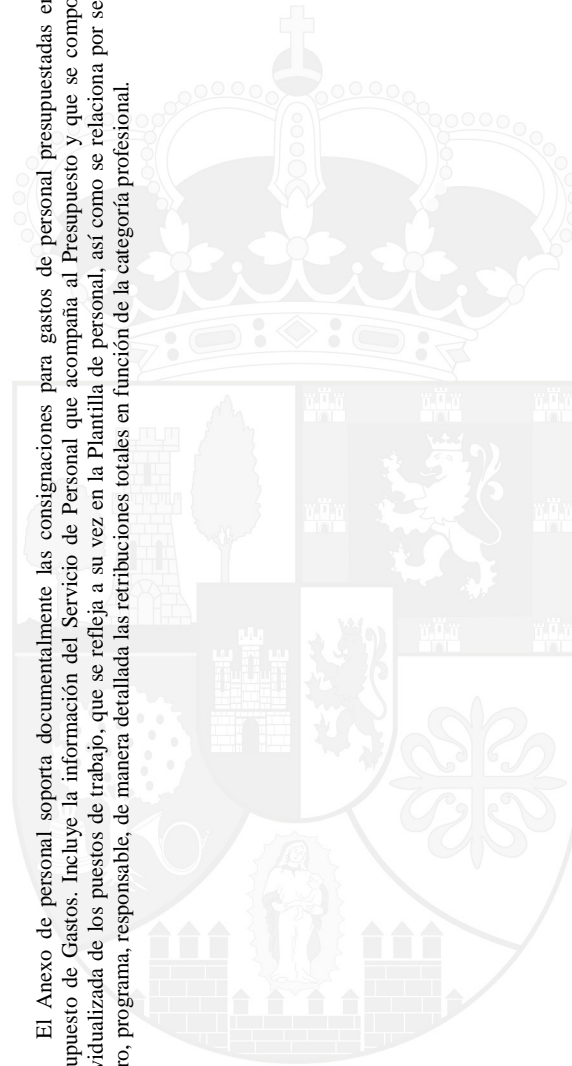 El Anexo de personal soporta documentalmente las consignaciones para gastos de personal presupuestadas en
upuesto de Gastos. Incluye la información del Servicio de Personal que acompaña al Presupuesto y que se compo
vidualizada de los puestos de trabajo, que se refleja a su vez en la Plantilla de personal, así como se relaciona por se
ro, programa, responsable, de manera detallada las retribuciones totales en función de la categoría profesional.